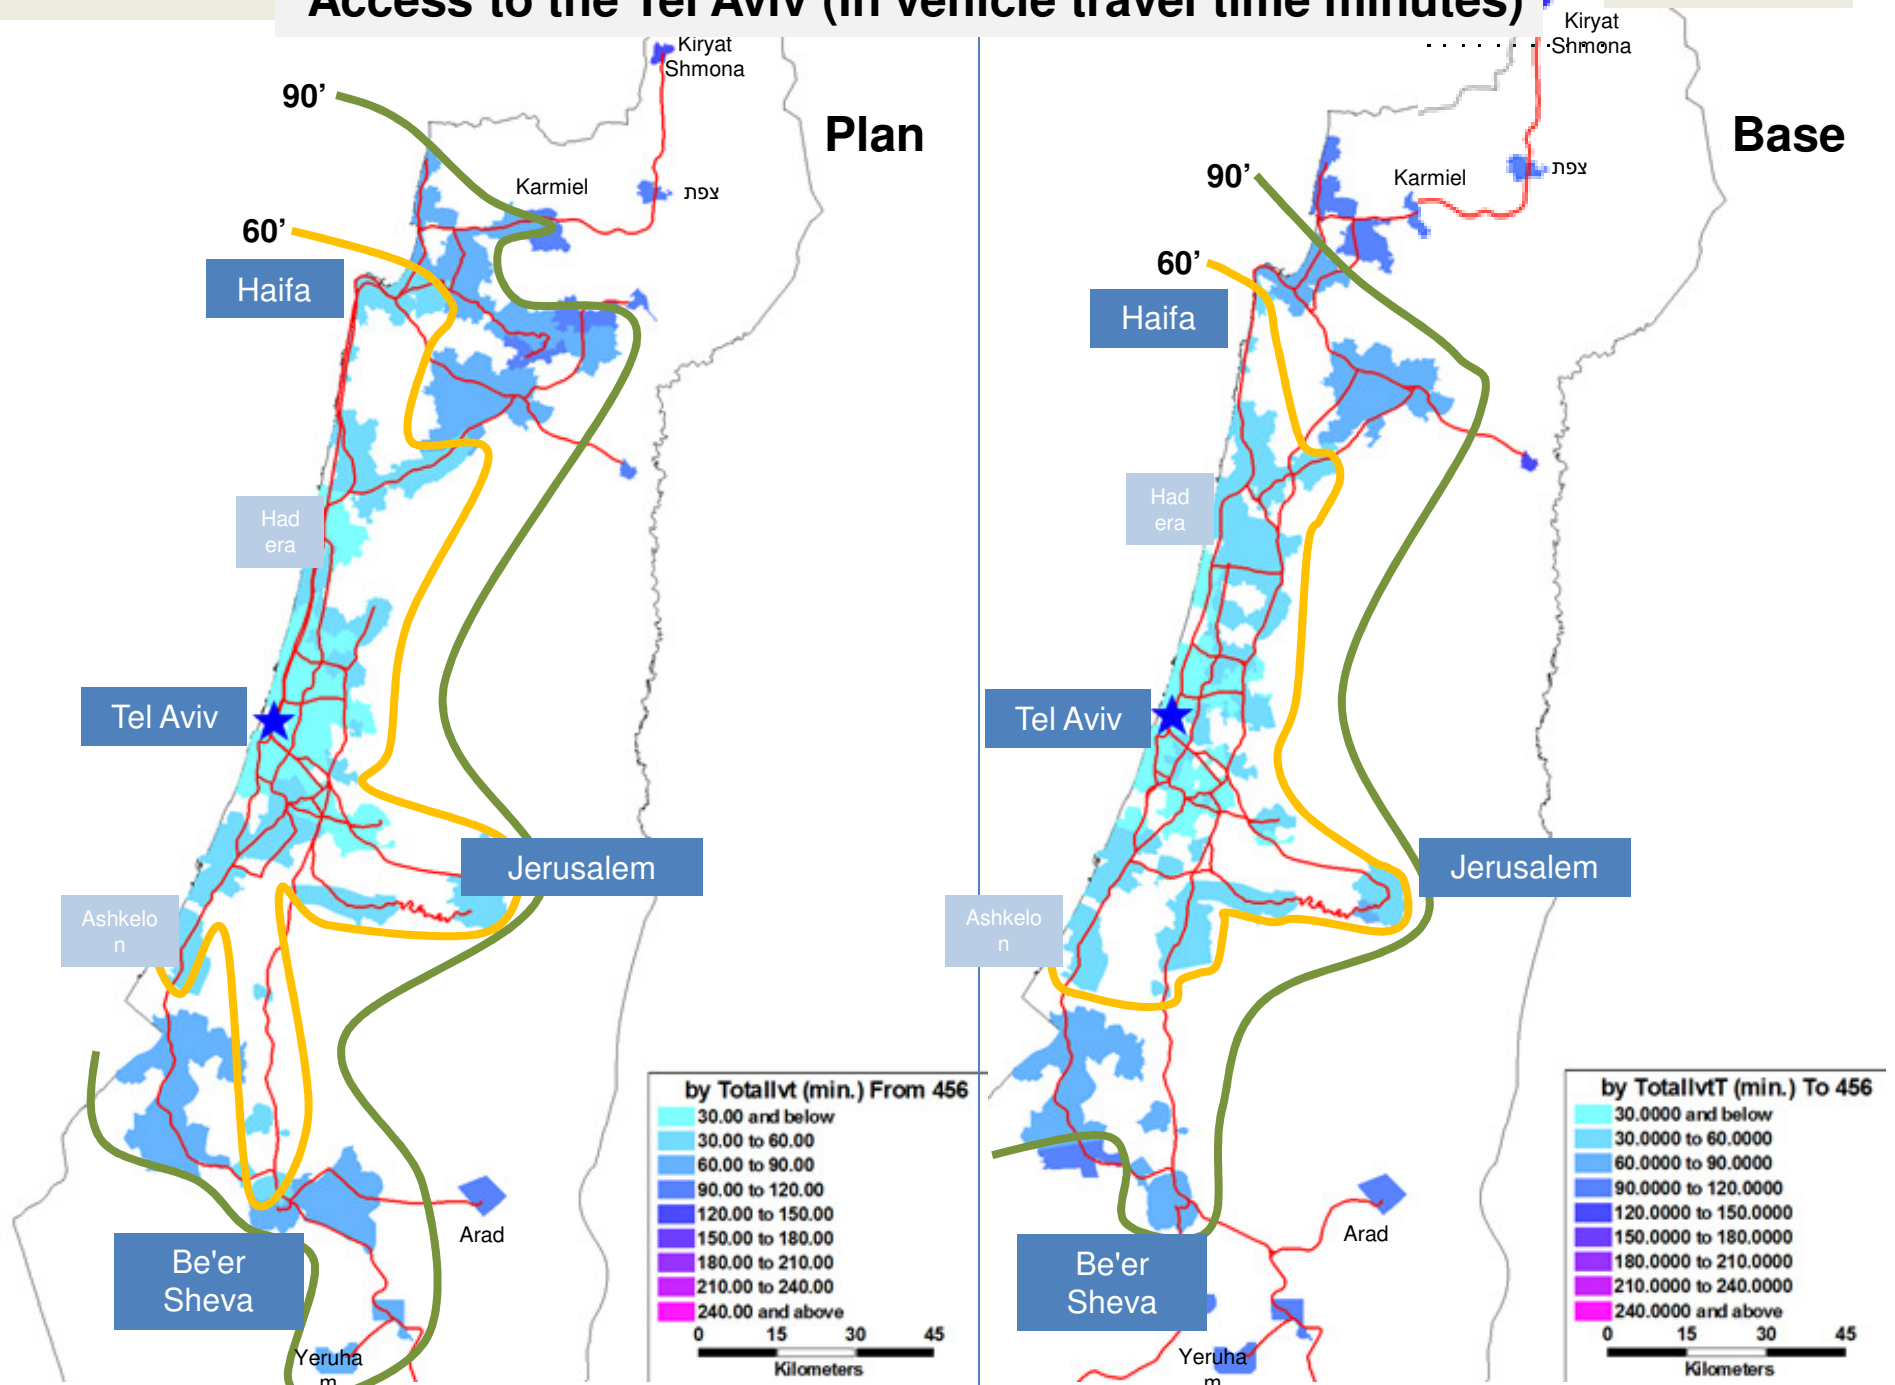 Access to the Tel Aviv (in vehicle travel time minutes)
Kiryat
Shmona
90’
Plan
Karmiel
צפת
60’
Haifa
Had
era
Tel Aviv
Jerusalem
Ashkelo
n
Be'er
Sheva
Arad
Yeruha
m
by TotalIvt (min.) From 456
30.00 and below
30.00 to 60.00
60.00 to 90.00
90.00 to 120.00
120.00 to 150.00
150.00 to 180.00
180.00 to 210.00
210.00 to 240.00
240.00 and above
0 15 30 45
Kilometers
Kiryat
Shmona
Base
90’
Karmiel
צפת
60’
Haifa
Had
era
Tel Aviv
Jerusalem
Ashkelo
n
Be'er
Sheva
Arad
Yeruha
m
by TotalIvtT (min.) To 456
30.0000 and below
30.0000 to 60.0000
60.0000 to 90.0000
90.0000 to 120.0000
120.0000 to 150.0000
150.0000 to 180.0000
180.0000 to 210.0000
210.0000 to 240.0000
240.0000 and above
0 15 30 45
Kilometers